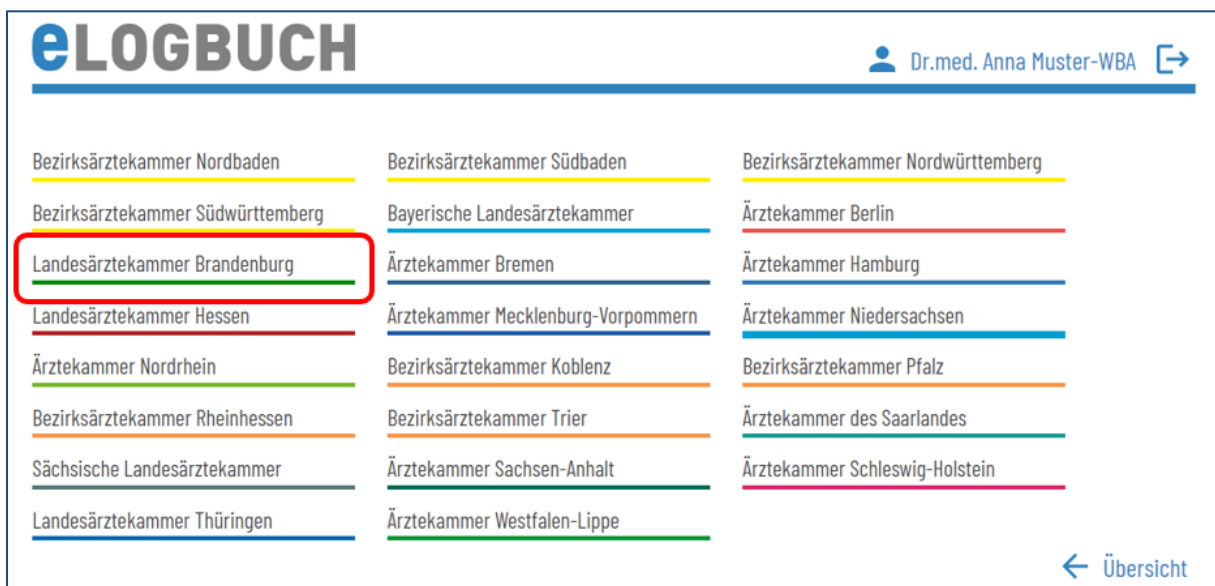 eLOGBUCH
Dr.med. Anna Muster-WBA
Bezirksärztekammer Nordbaden Bezirksärztekammer Südbaden Bezirksärztekammer Nordwürttemberg
Bezirksärztekammer Südwürttemberg Bayerische Landesärztekammer Ärztekammer Berlin
Landesärztekammer Brandenburg Ärztekammer Bremen Ärztekammer Hamburg
Landesärztekammer Hessen Ärztekammer Mecklenburg-Vorpommern Ärztekammer Niedersachsen
Ärztekammer Nordrhein Bezirksärztekammer Koblenz Bezirksärztekammer Pfalz
Bezirksärztekammer Rheinhessen Bezirksärztekammer Trier Ärztekammer des Saarlandes
Sächsische Landesärztekammer Ärztekammer Sachsen-Anhalt Ärztekammer Schleswig-Holstein
Landesärztekammer Thüringen Ärztekammer Westfalen-Lippe
Übersicht